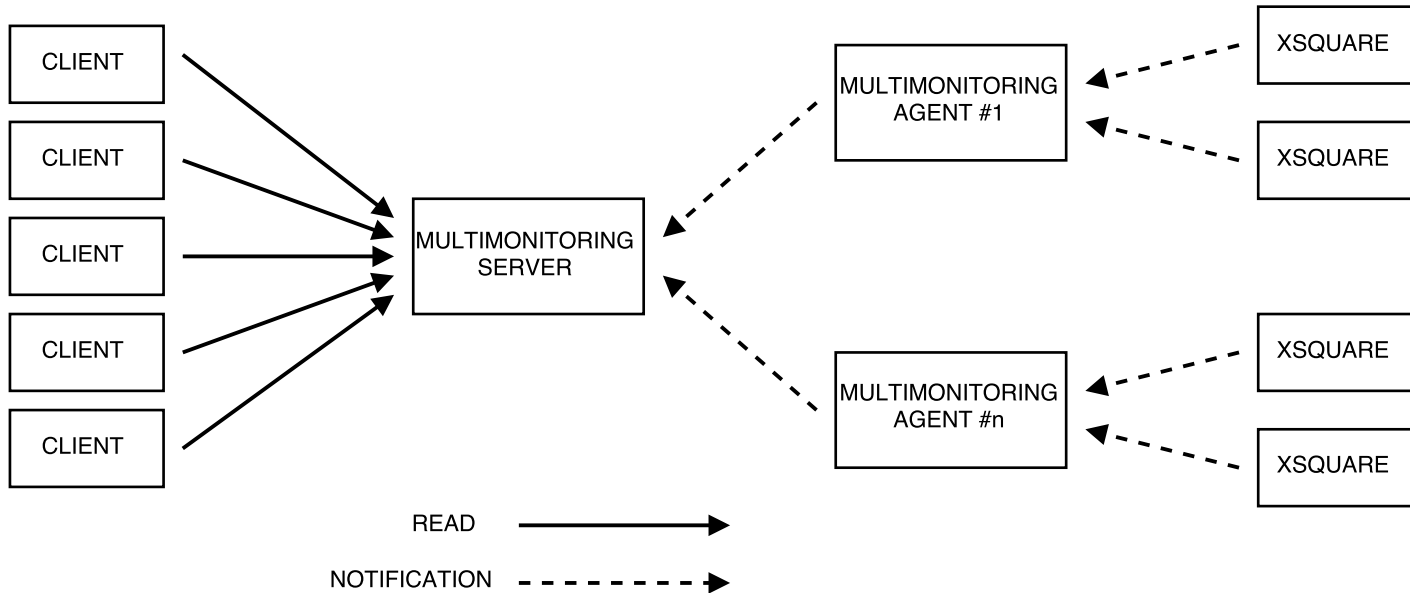 CLIENT
CLIENT
CLIENT
CLIENT
CLIENT
MULTIMONITORING
SERVER
MULTIMONITORING
AGENT #1
MULTIMONITORING
AGENT #n
XSQUARE
XSQUARE
XSQUARE
XSQUARE
READ
NOTIFICATION